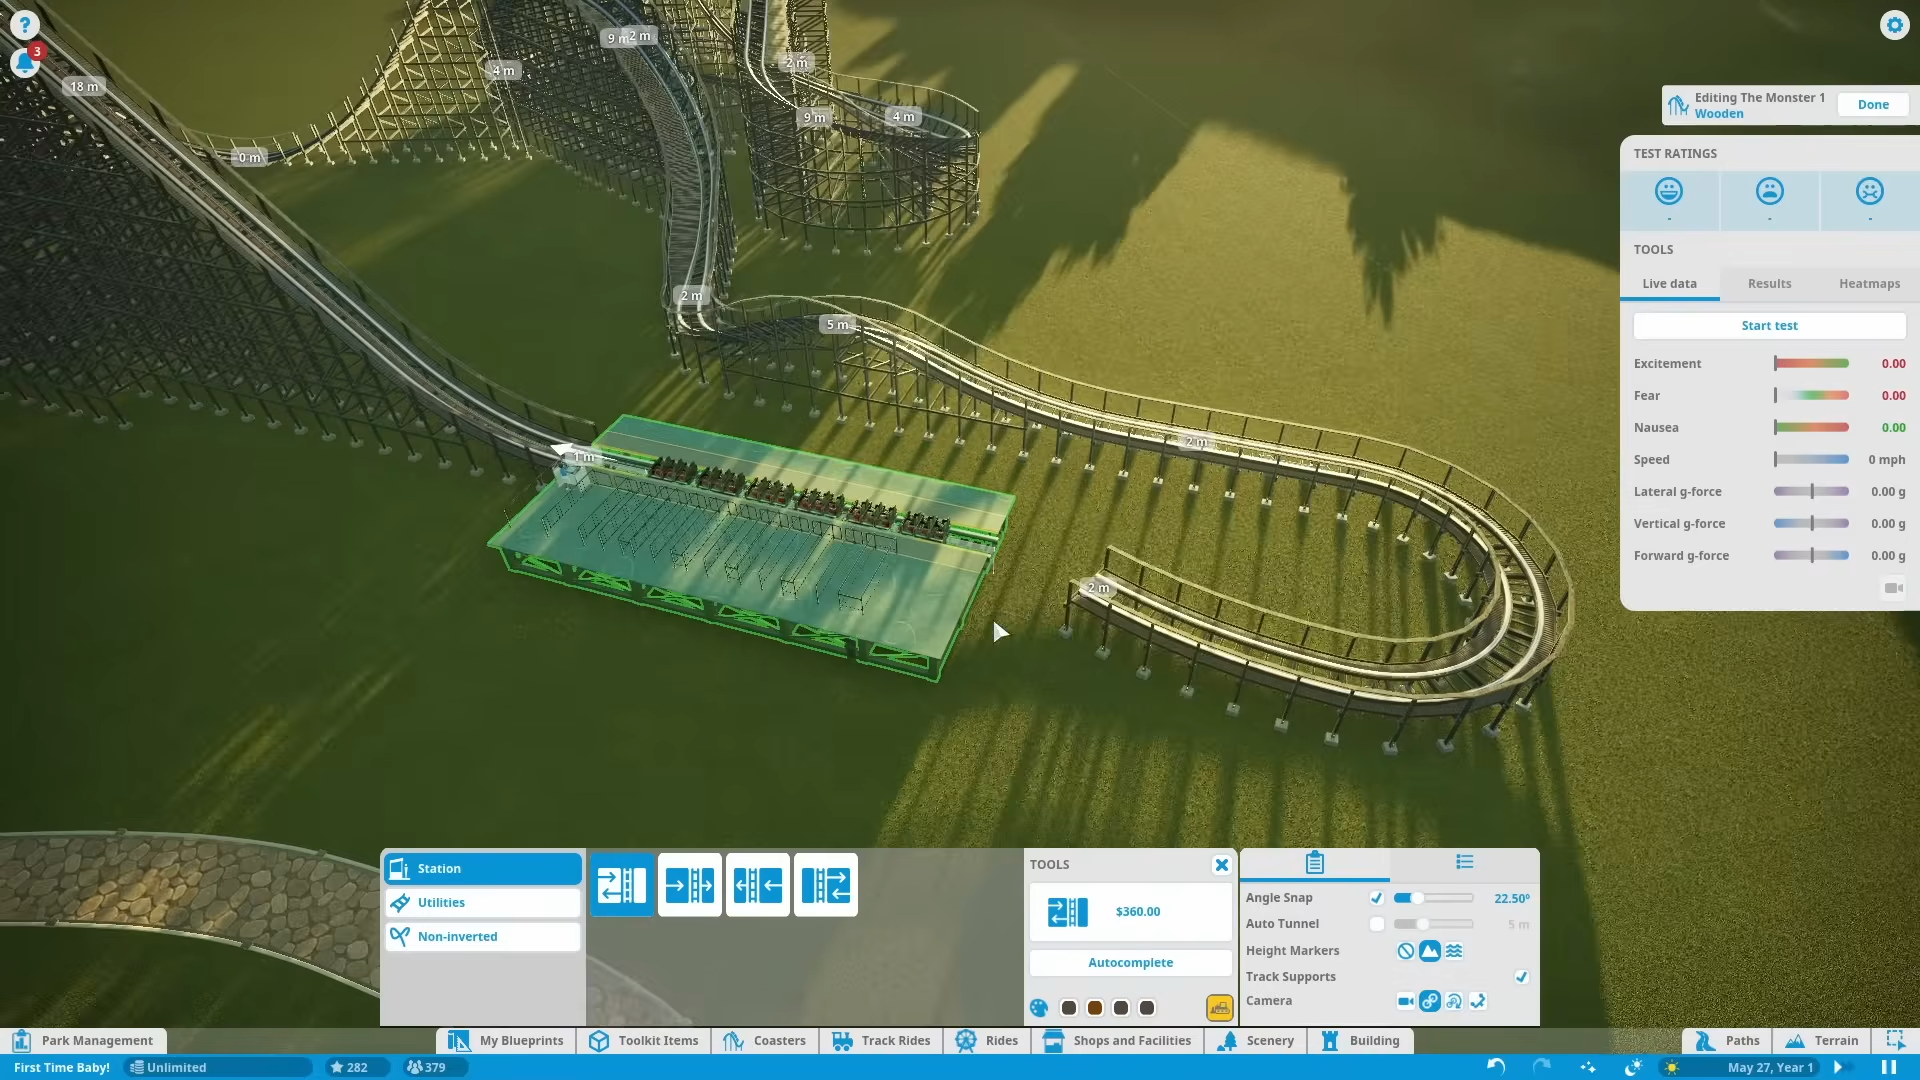 3
18 m
9 m
2 m
4 m
2 m
9 m
4 m
0 m
2 m
5 m
2 m
1 m
2 m
Editing The Monster 1
Wooden
Done
TEST RATINGS
- - -
TOOLS
Live data Results Heatmaps
Start test
Excitement 0.00
Fear 0.00
Nausea 0.00
Speed 0 mph
Lateral g-force 0.00 g
Vertical g-force 0.00 g
Forward g-force 0.00 g
Station
Utilities
Non-inverted
TOOLS
$360.00
Autocomplete
Angle Snap 22.50°
Auto Tunnel 5 m
Height Markers
Track Supports
Camera
Park Management
My Blueprints
Toolkit Items
Coasters
Track Rides
Rides
Shops and Facilities
Scenery
Building
Paths
Terrain
First Time Baby!
Unlimited
282
379
May 27, Year 1